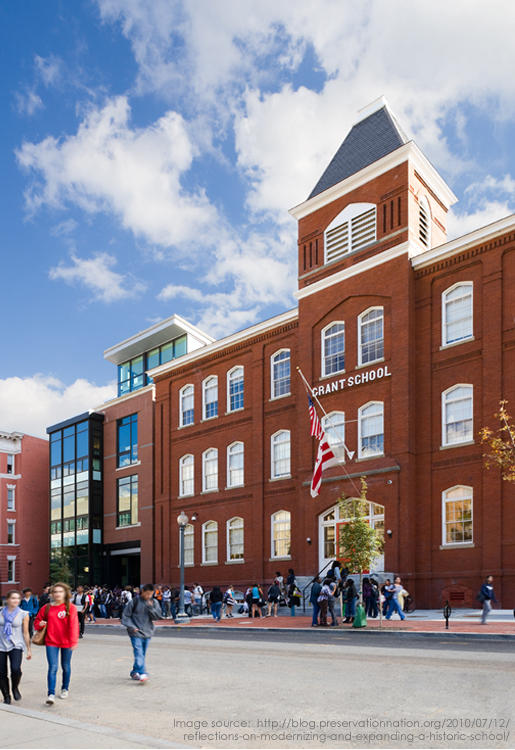 GRANT SCHOOL
Image source: http://blog.preservationnation.org/2010/07/12/
reflections-on-modernizing-and-expanding-a-historic-school/